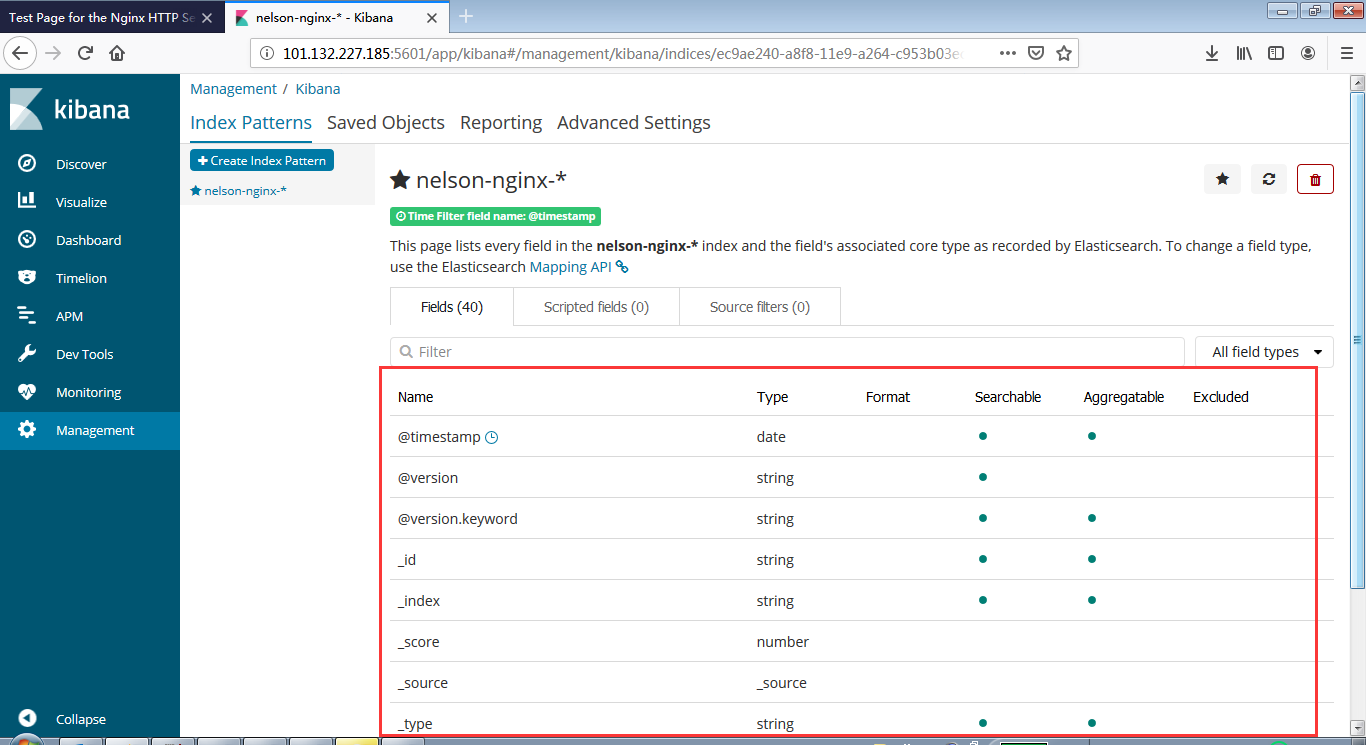 Test Page for the Nginx HTTP Se
nelson-nginx-* - Kibana
101.132.227.185:5601/app/kibana#/management/kibana/indices/ec9ae240-a8f8-11e9-a264-c953b03e
kibana
Discover
Visualize
Dashboard
Timelion
APM
Dev Tools
Monitoring
Management
Collapse
Management / Kibana
Index Patterns Saved Objects Reporting Advanced Settings
Create Index Pattern
nelson-nginx-*
nelson-nginx-*
Time Filter field name: @timestamp
This page lists every field in the nelson-nginx-* index and the field's associated core type as recorded by Elasticsearch. To change a field type,
use the Elasticsearch Mapping API
Fields (40) Scripted fields (0) Source filters (0)
Filter All field types
Name Type Format Searchable Aggregatable Excluded
@timestamp date
@version string
@version.keyword string
_id string
_index string
_score number
_source _source
_type string